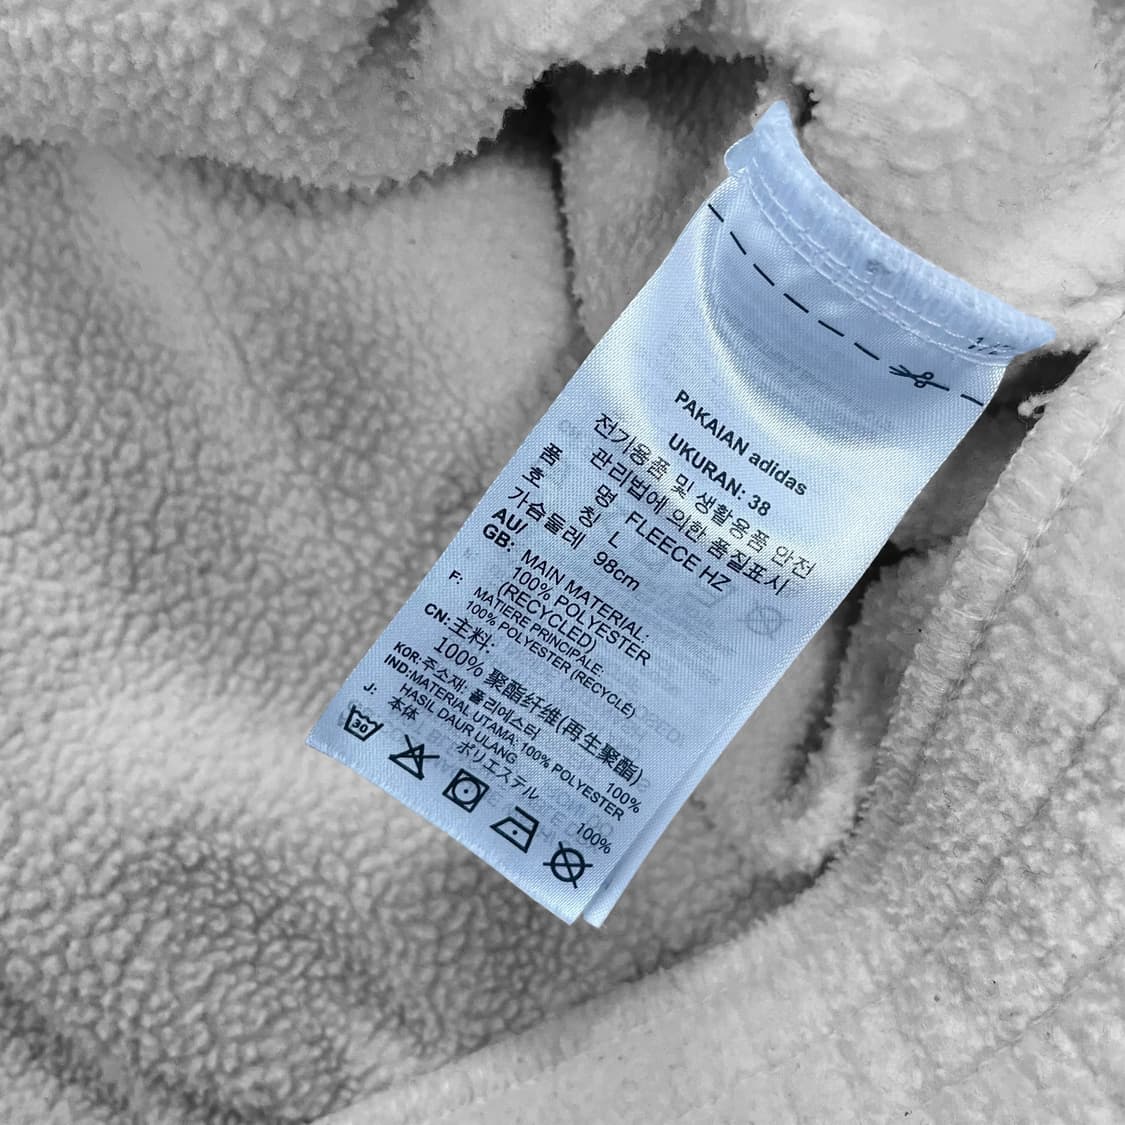 1/2
PAKAIAN adidas
UKURAN: 38
전기용품 및 생활용품 안전
관리법에 의한 품질표시
품 명 FLEECE HZ
호 칭 L
가슴둘레 98cm
AU/
GB: MAIN MATERIAL:
100% POLYESTER
(RECYCLED)
F: MATIERE PRINCIPALE:
100% POLYESTER (RECYCLÉ)
CN: 主料:
100% 聚酯纤维(再生聚酯)
KOR: 주소재: 폴리에스터 100%
IND: MATERIAL UTAMA: 100% POLYESTER
HASIL DAUR ULANG
J: 本体
ポリエステル 100%
30